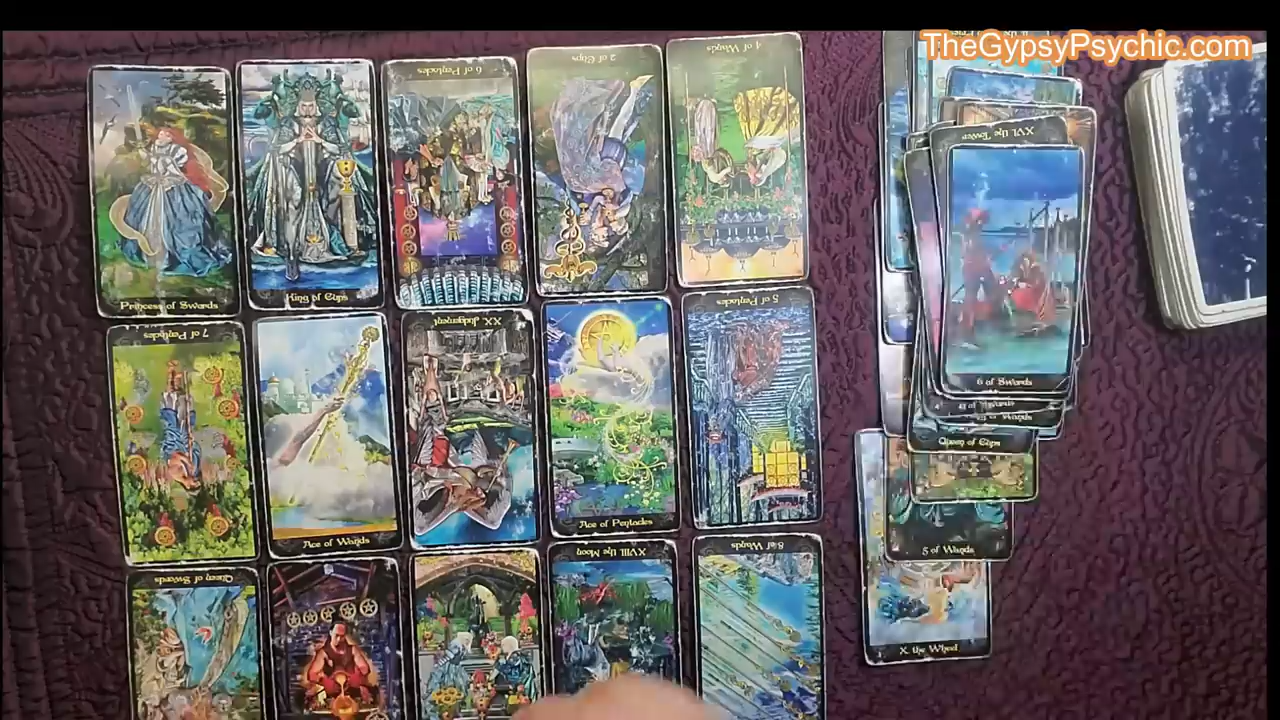 TheGypsyPsychic.com
Princess of Swords
King of Cups
6 of Pentacles
2 of Cups
4 of Wands
7 of Pentacles
Ace of Wands
XX. Judgement
Ace of Pentacles
5 of Pentacles
Queen of Swords
XVIII the Moon
8 of Wands
XVI. the Tower
6 of Swords
Queen of Cups
5 of Wands
X. the Wheel